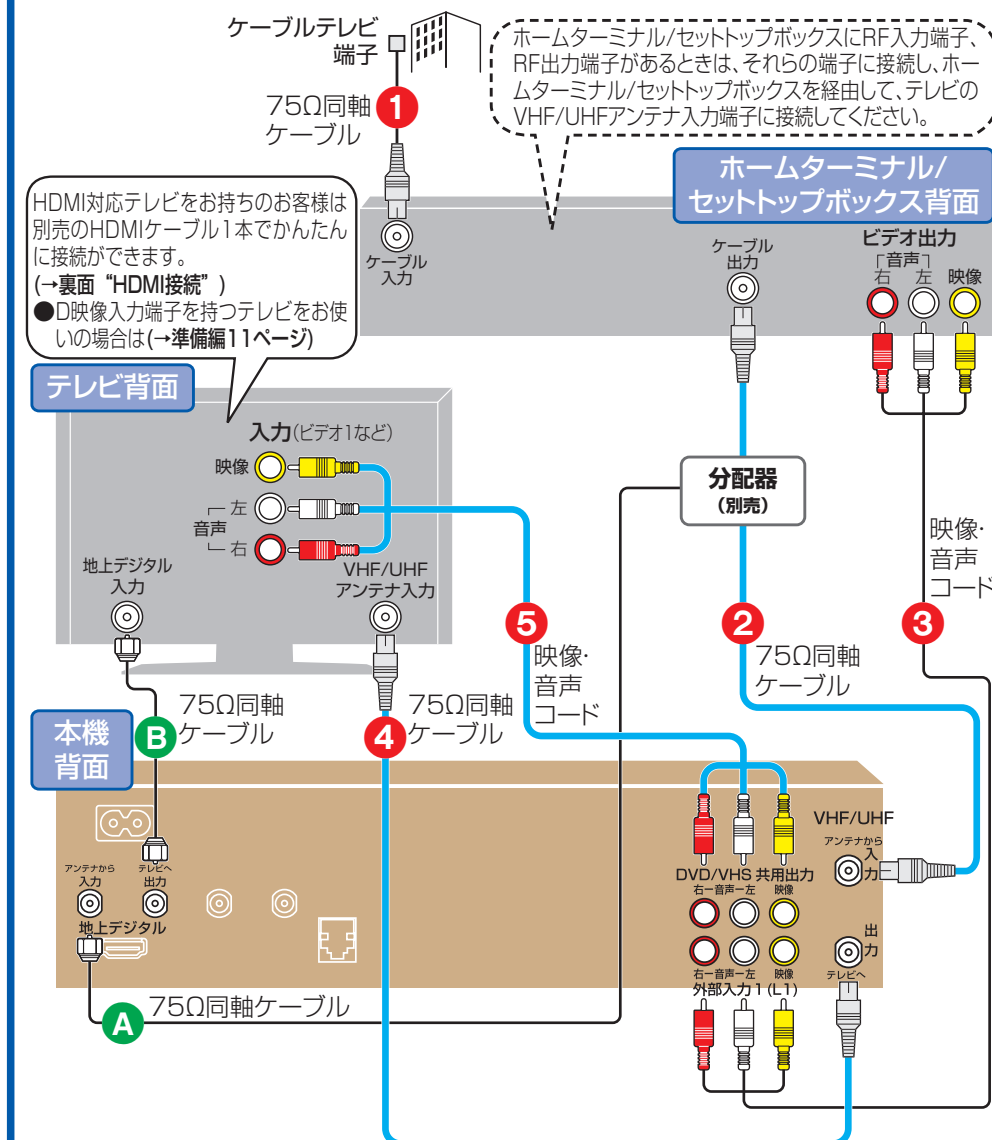 ケーブルテレビ
端子
75Ω同軸
ケーブル
1
ホームターミナル/セットトップボックスにRF入力端子、
RF出力端子があるときは、それらの端子に接続し、ホー
ムターミナル/セットトップボックスを経由して、テレビの
VHF/UHFアンテナ入力端子に接続してください。
ホームターミナル/
セットトップボックス背面
HDMI対応テレビをお持ちのお客様は
別売のHDMIケーブル1本でかんたん
に接続ができます。
(→裏面“HDMI接続”)
●D映像入力端子を持つテレビをお使
いの場合は(→準備編11ページ)
ケーブル
入力
ケーブル
出力
ビデオ出力
「音声」
右 左 映像
テレビ背面
入力(ビデオ1など)
映像
左
音声
右
地上デジタル
入力
VHF/UHF
アンテナ入力
分配器
(別売)
映像・
音声
コード
3
2
75Ω同軸
ケーブル
5
映像・
音声
コード
75Ω同軸
ケーブル
B
75Ω同軸
ケーブル
4
本機
背面
アンテナから
入力
テレビへ
出力
地上デジタル
DVD/VHS 共用出力
右ー音声ー左 映像
右ー音声ー左 映像
外部入力1(L1)
VHF/UHF
アンテナから
入力
出力
テレビへ
A
75Ω同軸ケーブル